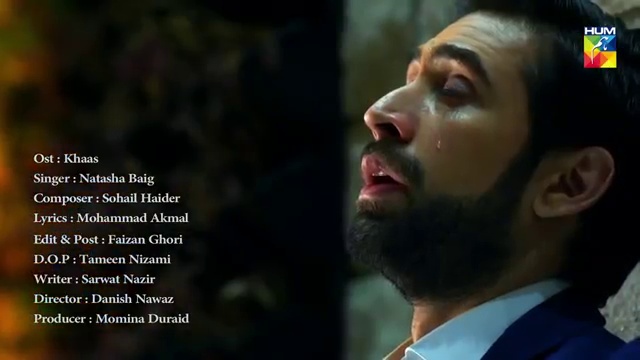 HUM
Ost : Khaas
Singer : Natasha Baig
Composer : Sohail Haider
Lyrics : Mohammad Akmal
Edit & Post : Faizan Ghori
D.O.P : Tameen Nizami
Writer : Sarwat Nazir
Director : Danish Nawaz
Producer : Momina Duraid